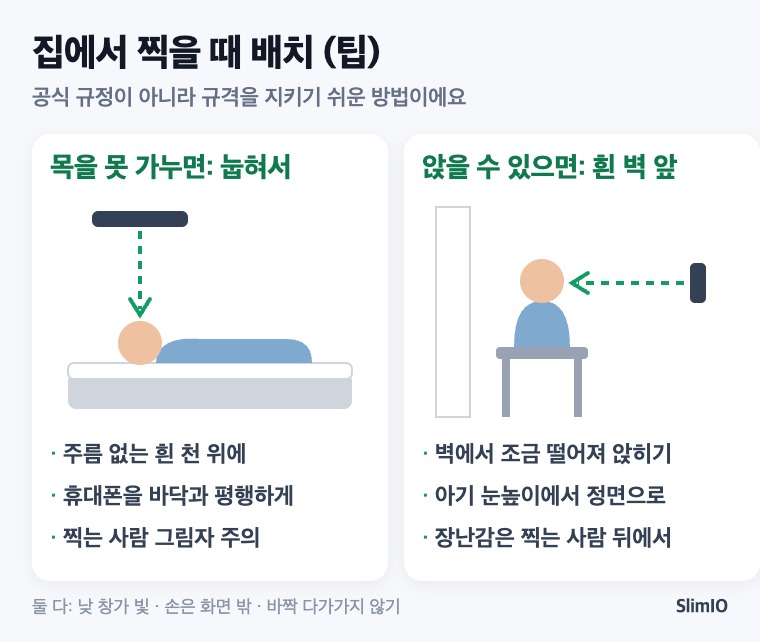 집에서 찍을 때 배치 (팁)
공식 규정이 아니라 규격을 지키기 쉬운 방법이에요
목을 못 가누면: 눕혀서
· 주름 없는 흰 천 위에
· 휴대폰을 바닥과 평행하게
· 찍는 사람 그림자 주의
앉을 수 있으면: 흰 벽 앞
· 벽에서 조금 떨어져 앉히기
· 아기 눈높이에서 정면으로
· 장난감은 찍는 사람 뒤에서
둘 다: 낮 창가 빛 · 손은 화면 밖 · 바짝 다가가지 않기
SlimIO